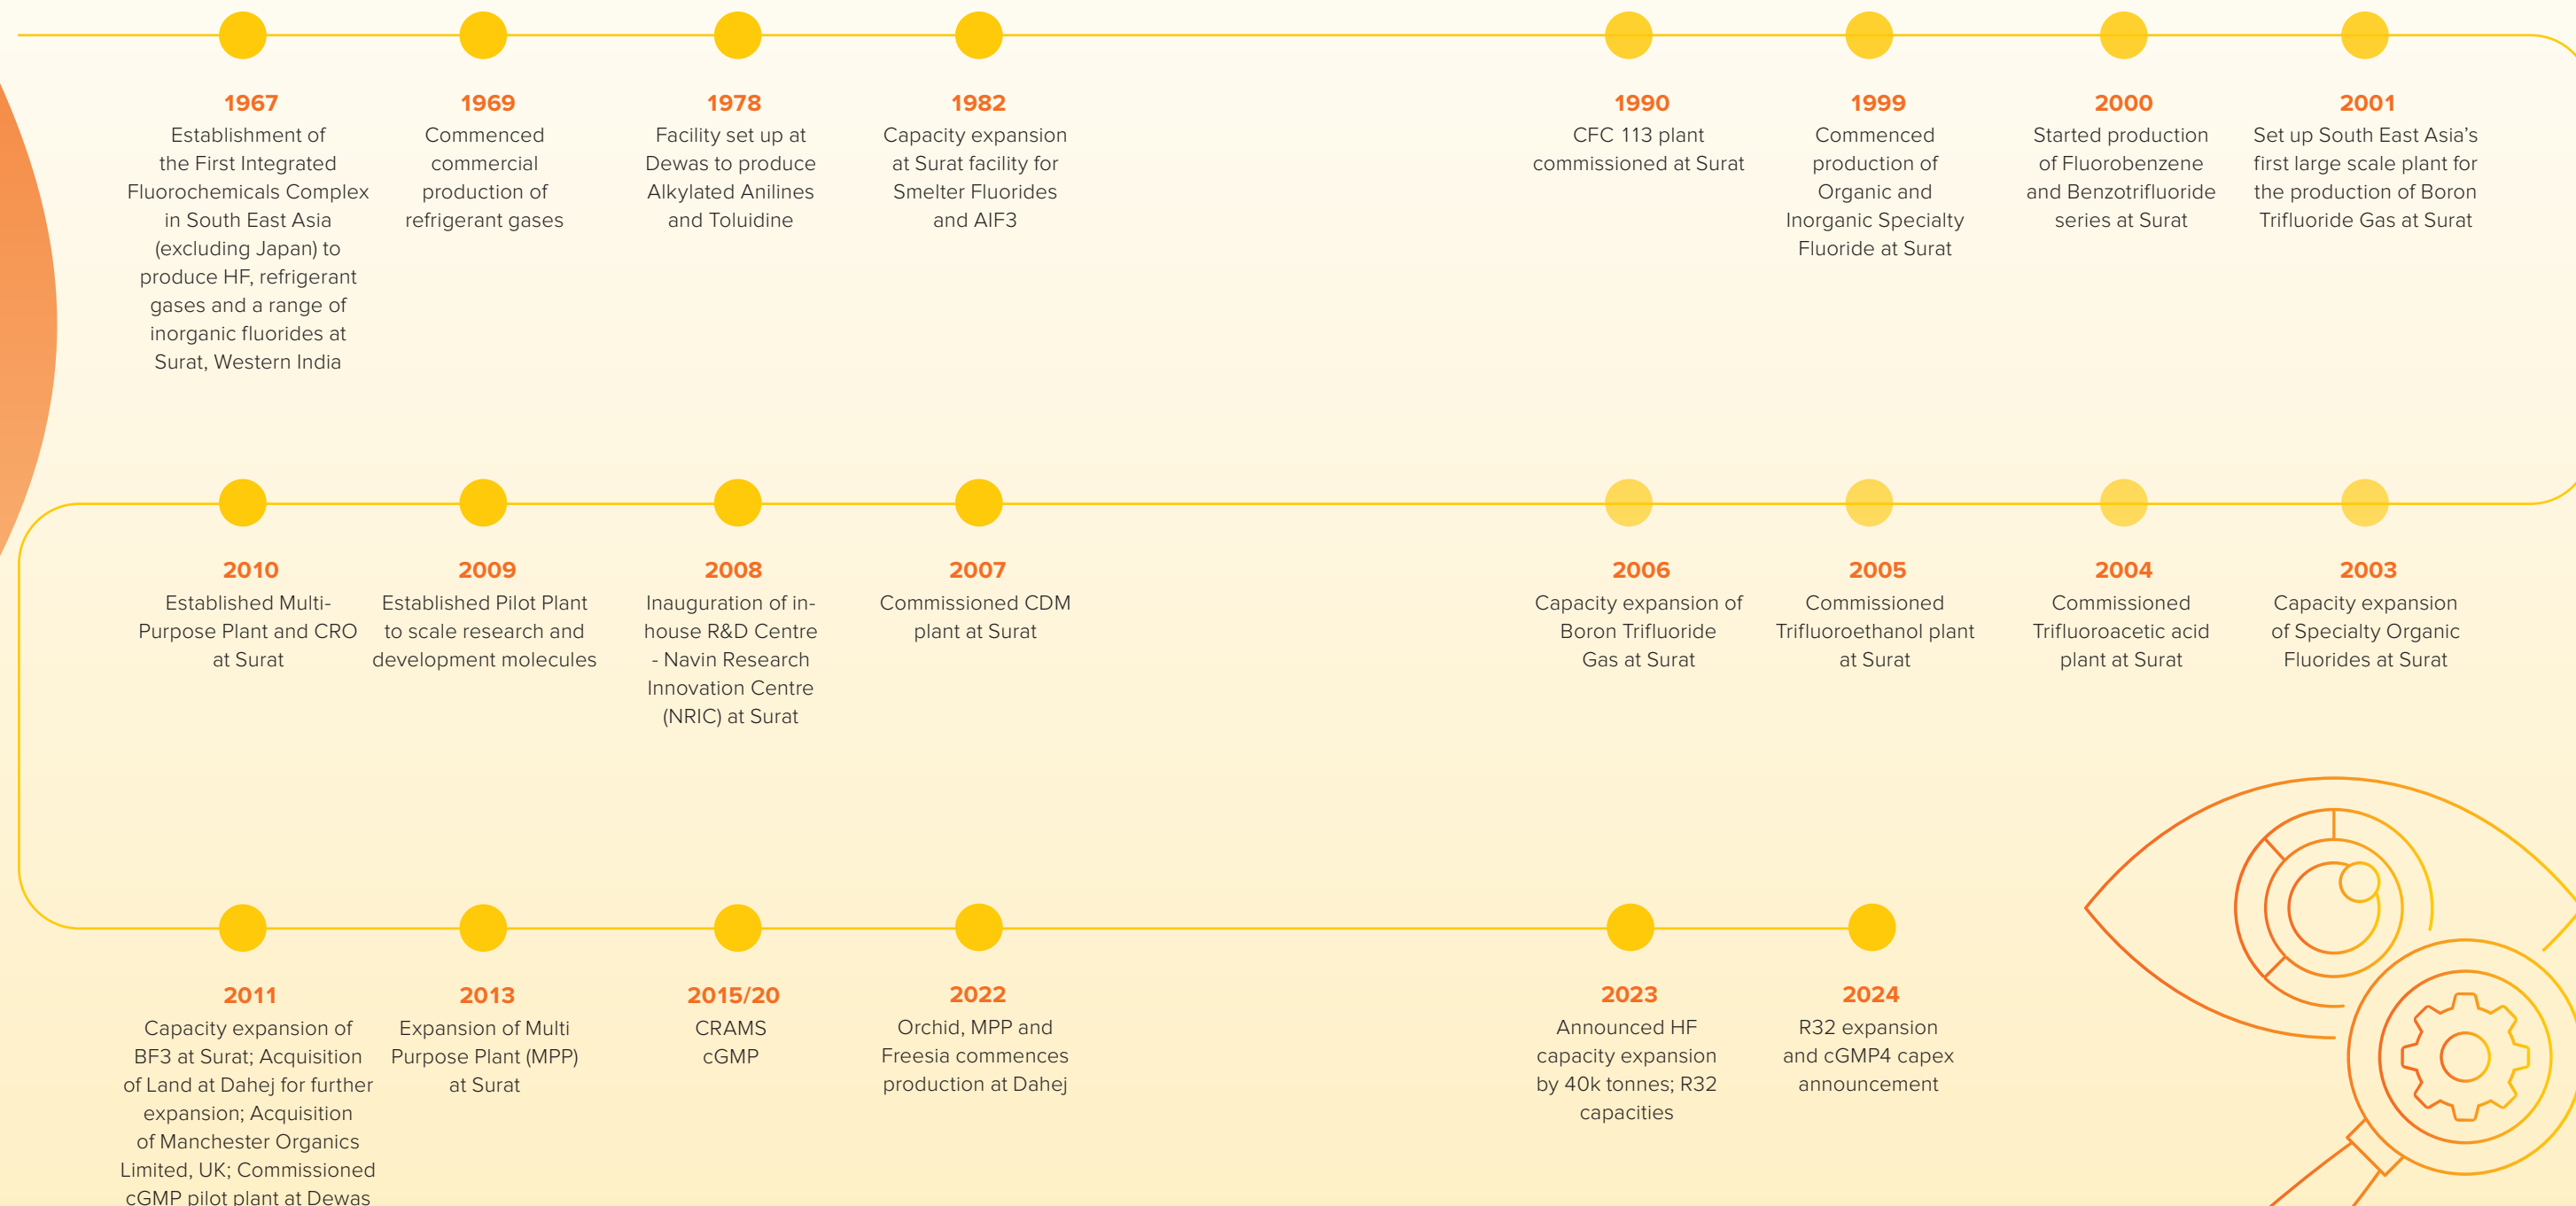 1967
Establishment of
the First Integrated
Fluorochemicals Complex
in South East Asia
(excluding Japan) to
produce HF, refrigerant
gases and a range of
inorganic fluorides at
Surat, Western India
1969
Commenced
commercial
production of
refrigerant gases
1978
Facility set up at
Dewas to produce
Alkylated Anilines
and Toluidine
1982
Capacity expansion
at Surat facility for
Smelter Fluorides
and AIF3
1990
CFC 113 plant
commissioned at Surat
1999
Commenced
production of
Organic and
Inorganic Specialty
Fluoride at Surat
2000
Started production
of Fluorobenzene
and Benzotrifluoride
series at Surat
2001
Set up South East Asia’s
first large scale plant for
the production of Boron
Trifluoride Gas at Surat
2003
Capacity expansion
of Specialty Organic
Fluorides at Surat
2004
Commissioned
Trifluoroacetic acid
plant at Surat
2005
Commissioned
Trifluoroethanol plant
at Surat
2006
Capacity expansion of
Boron Trifluoride
Gas at Surat
2007
Commissioned CDM
plant at Surat
2008
Inauguration of in-
house R&D Centre
- Navin Research
Innovation Centre
(NRIC) at Surat
2009
Established Pilot Plant
to scale research and
development molecules
2010
Established Multi-
Purpose Plant and CRO
at Surat
2011
Capacity expansion of
BF3 at Surat; Acquisition
of Land at Dahej for further
expansion; Acquisition
of Manchester Organics
Limited, UK; Commissioned
cGMP pilot plant at Dewas
2013
Expansion of Multi
Purpose Plant (MPP)
at Surat
2015/20
CRAMS
cGMP
2022
Orchid, MPP and
Freesia commences
production at Dahej
2023
Announced HF
capacity expansion
by 40k tonnes; R32
capacities
2024
R32 expansion
and cGMP4 capex
announcement